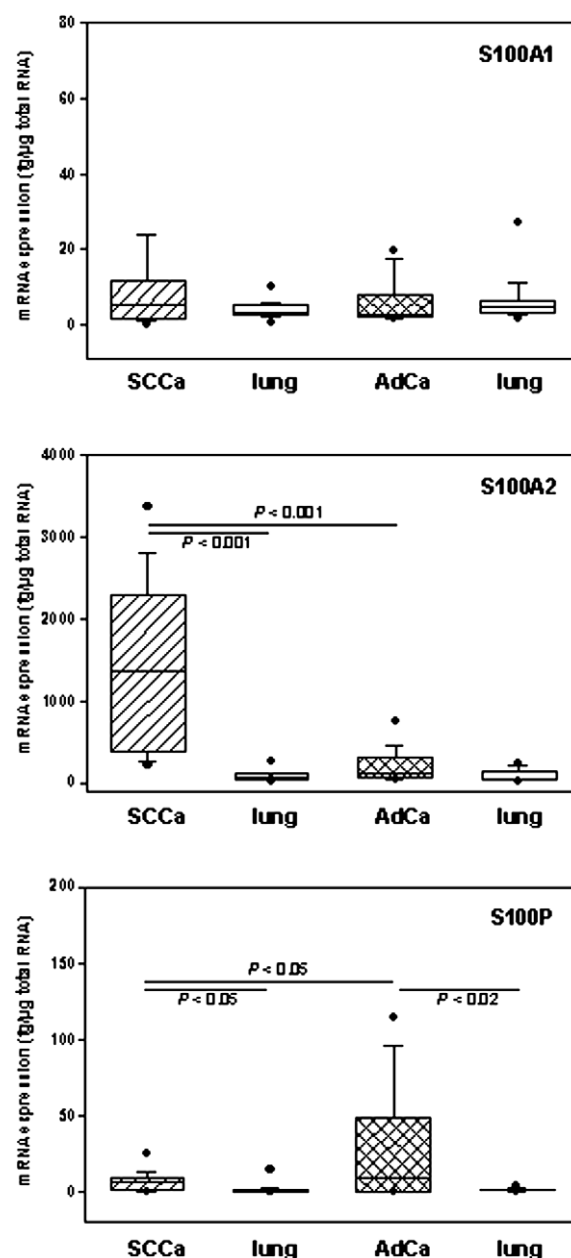 S100A1
mRNA expression (fg/µg total RNA)
80
60
40
20
0
SCCa lung AdCa lung
S100A2
mRNA expression (fg/µg total RNA)
4000
3000
2000
1000
0
P < 0.001
P < 0.001
SCCa lung AdCa lung
S100P
mRNA expression (fg/µg total RNA)
200
150
100
50
0
P < 0.05
P < 0.05 P < 0.02
SCCa lung AdCa lung